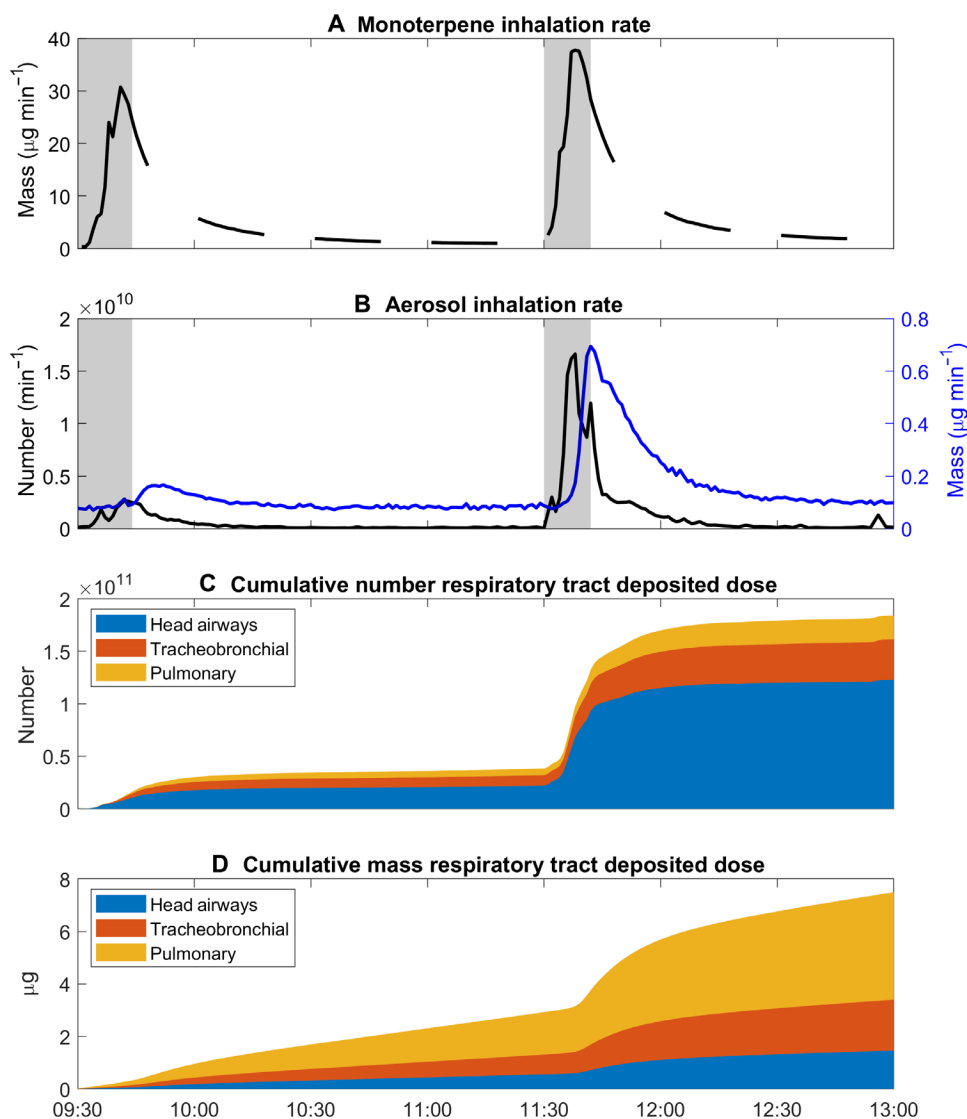 A Monoterpene inhalation rate
40
30
20
10
0
Mass (μg min⁻¹)
B Aerosol inhalation rate
× 10¹⁰
2
1.5
1
0.5
0
Number (min⁻¹)
0.8
0.6
0.4
0.2
0
Mass (μg min⁻¹)
C Cumulative number respiratory tract deposited dose
× 10¹¹
2
1.5
1
0.5
0
Number
Head airways
Tracheobronchial
Pulmonary
D Cumulative mass respiratory tract deposited dose
8
6
4
2
0
μg
Head airways
Tracheobronchial
Pulmonary
09:30 10:00 10:30 11:00 11:30 12:00 12:30 13:00